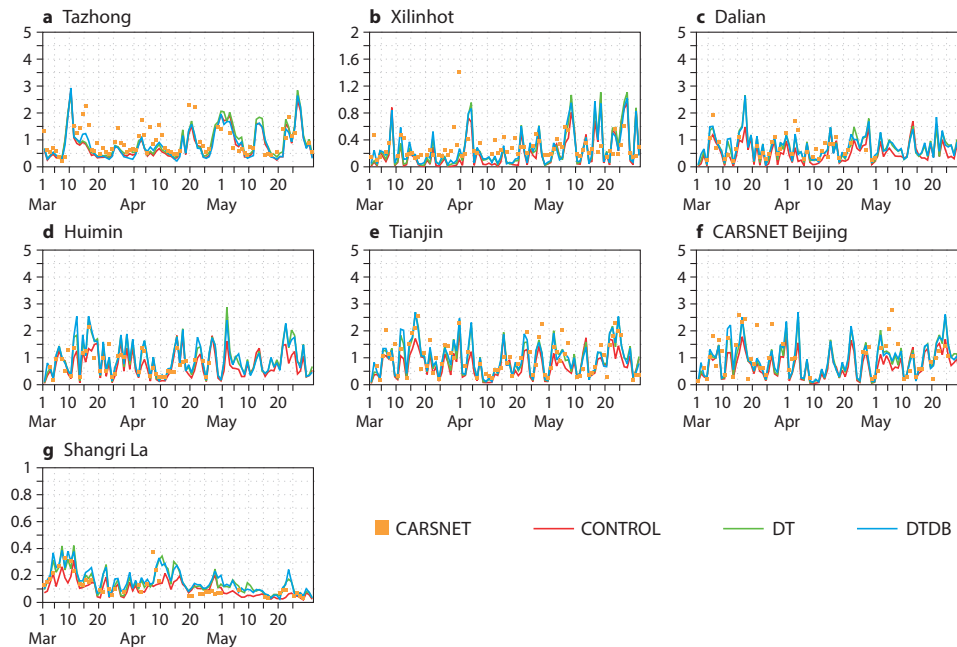 a Tazhong
5
4
3
2
1
0
1 10 20 1 10 20 1 10 20
Mar Apr May
b Xilinhot
2
1.6
1.2
0.8
0.4
0
1 10 20 1 10 20 1 10 20
Mar Apr May
c Dalian
5
4
3
2
1
0
1 10 20 1 10 20 1 10 20
Mar Apr May
d Huimin
5
4
3
2
1
0
1 10 20 1 10 20 1 10 20
Mar Apr May
e Tianjin
5
4
3
2
1
0
1 10 20 1 10 20 1 10 20
Mar Apr May
f CARSNET Beijing
5
4
3
2
1
0
1 10 20 1 10 20 1 10 20
Mar Apr May
g Shangri La
1
0.8
0.6
0.4
0.2
0
1 10 20 1 10 20 1 10 20
Mar Apr May
CARSNET CONTROL DT DTDB